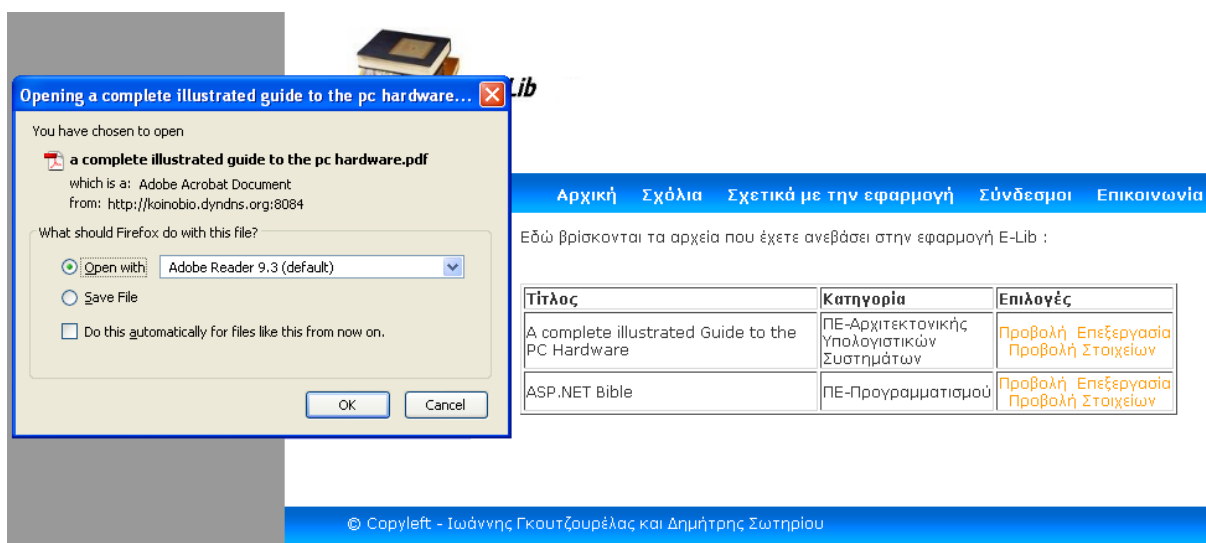 Lib
Opening a complete illustrated guide to the pc hardware...
You have chosen to open
a complete illustrated guide to the pc hardware.pdf
which is a: Adobe Acrobat Document
from: http://koinobio.dyndns.org:8084
What should Firefox do with this file?
Open with Adobe Reader 9.3 (default)
Save File
Do this automatically for files like this from now on.
OK Cancel
Αρχική Σχόλια Σχετικά με την εφαρμογή Σύνδεσμοι Επικοινωνία
Εδώ βρίσκονται τα αρχεία που έχετε ανεβάσει στην εφαρμογή E-Lib :
Τίτλος Κατηγορία Επιλογές
A complete illustrated Guide to the
PC Hardware
ΠΕ-Αρχιτεκτονικής
Υπολογιστικών
Συστημάτων
Προβολή Επεξεργασία
Προβολή Στοιχείων
ASP.NET Bible
ΠΕ-Προγραμματισμού
Προβολή Επεξεργασία
Προβολή Στοιχείων
© Copyleft - Ιωάννης Γκουτζουρέλας και Δημήτρης Σωτηρίου